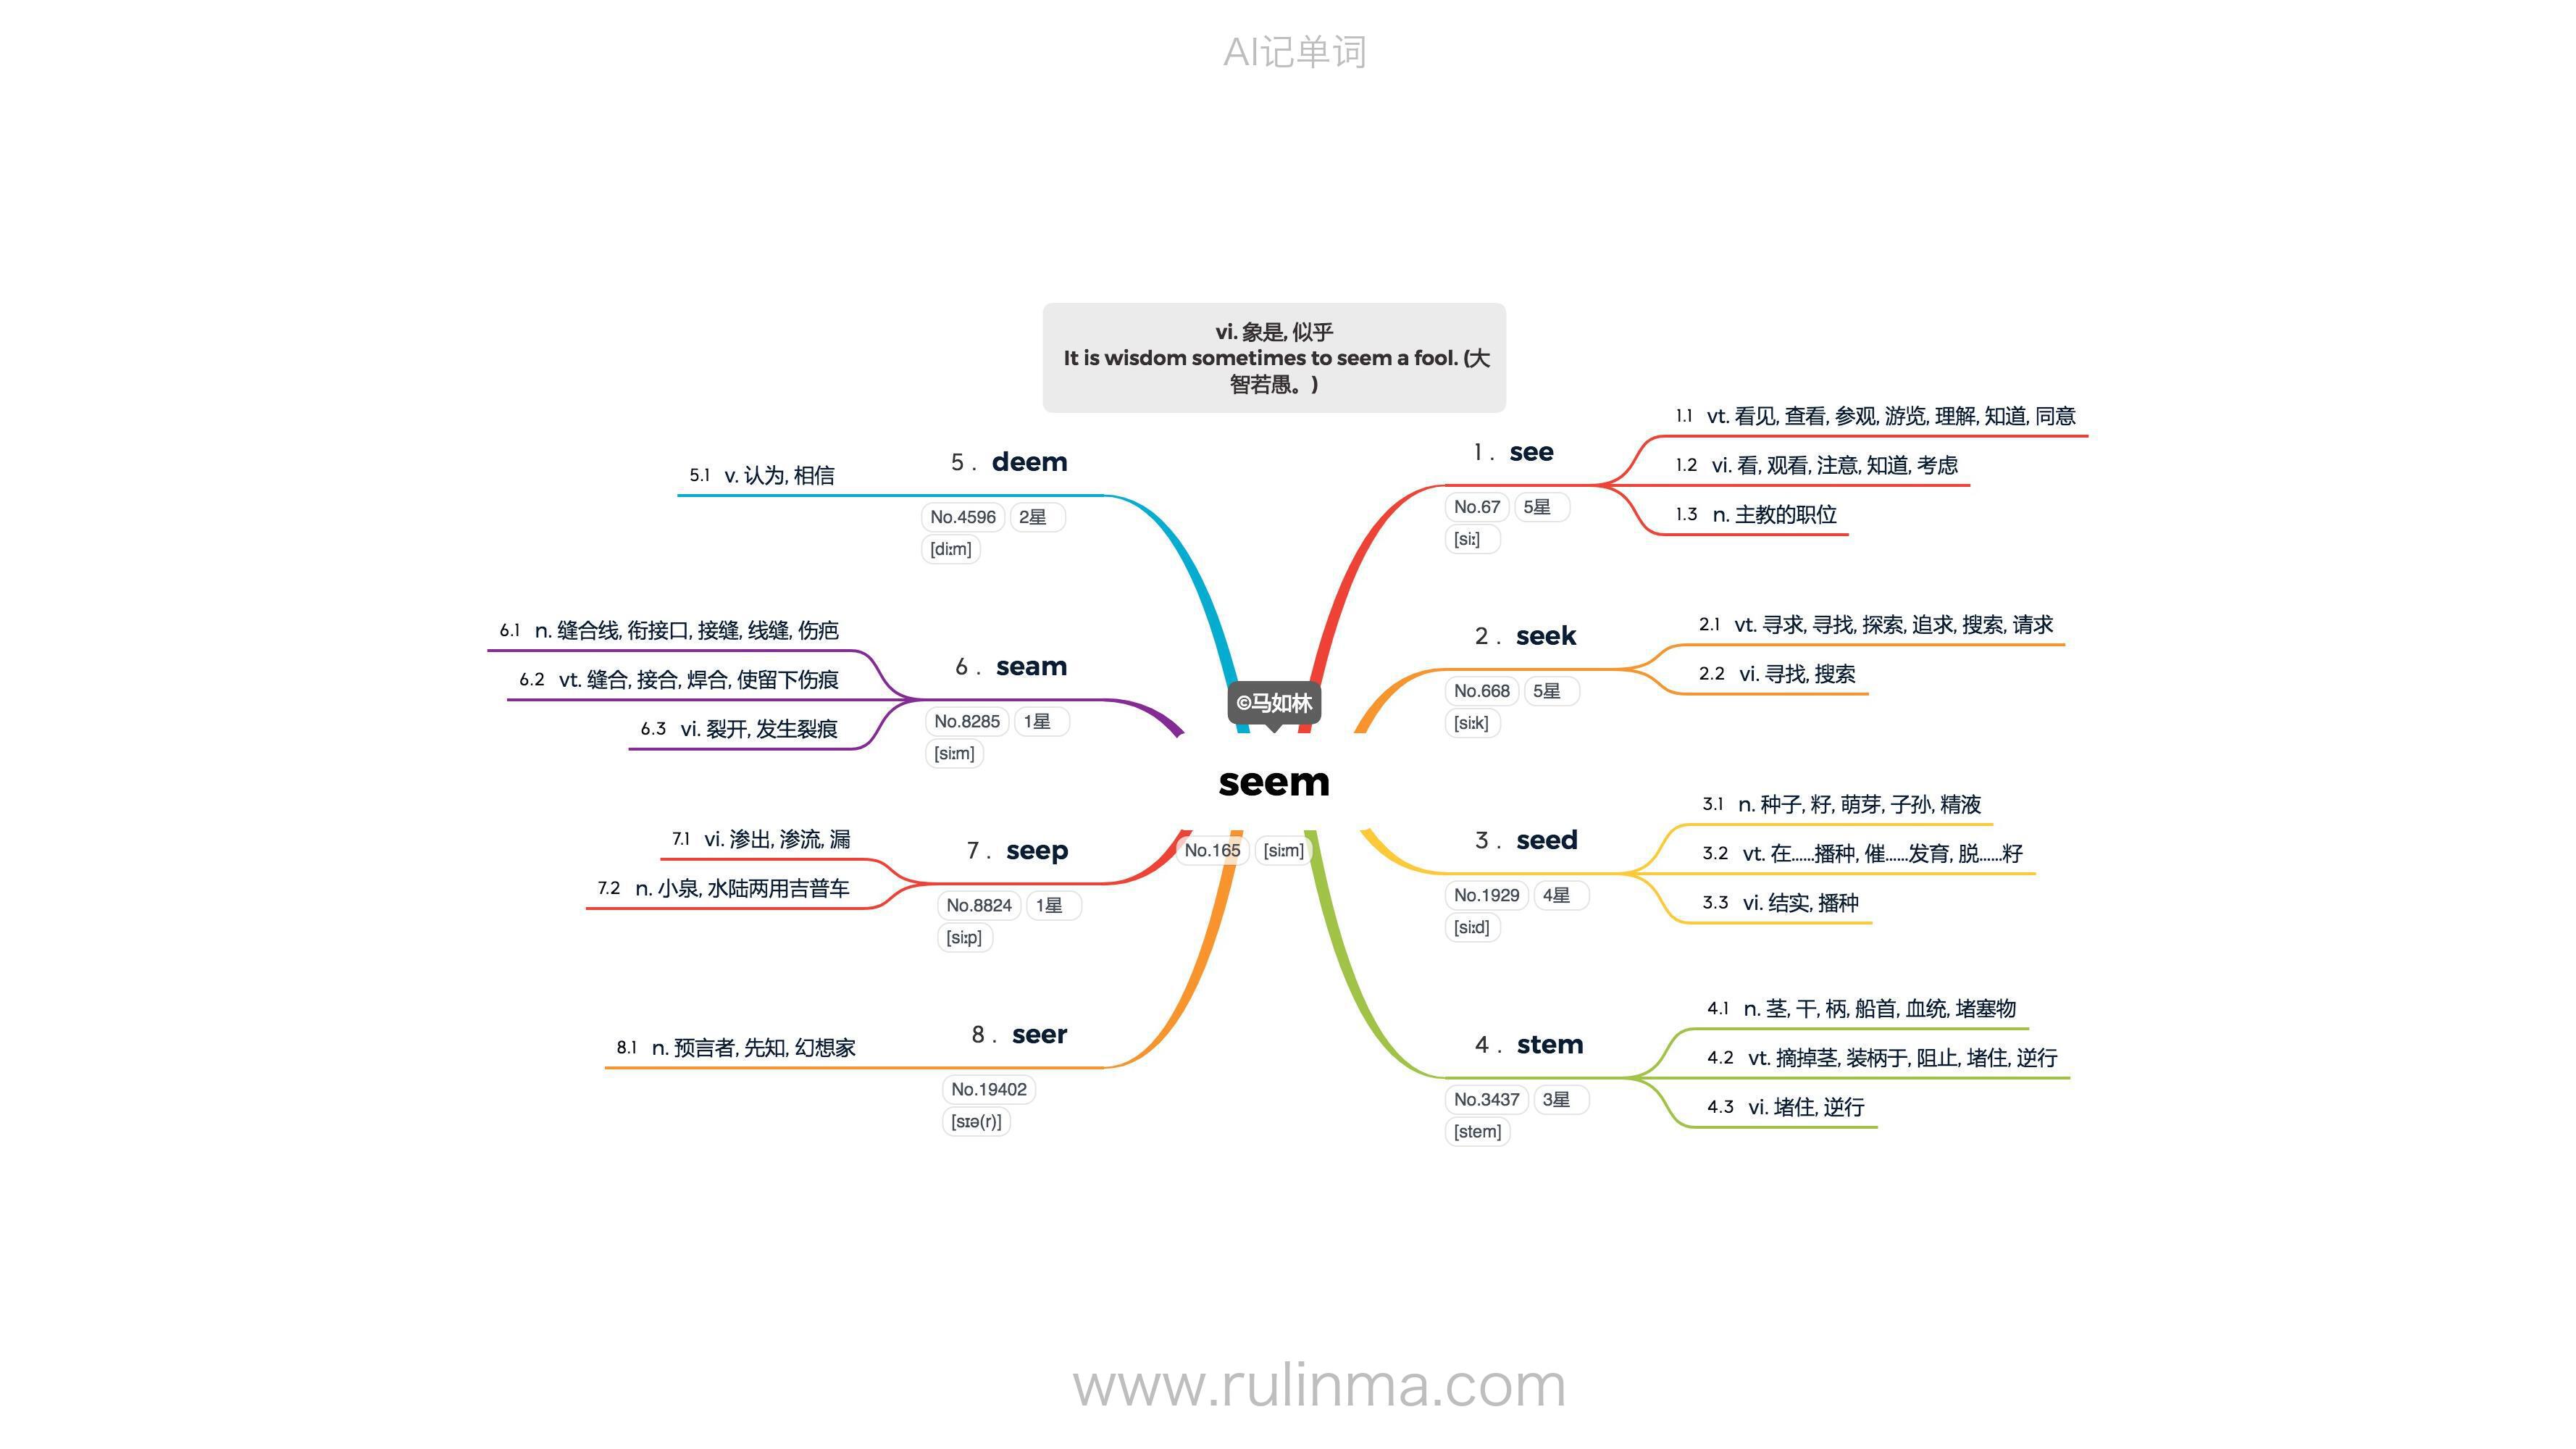 AI记单词
vi. 象是, 似乎
It is wisdom sometimes to seem a fool. (大
智若愚。)
©马如林
seem
No.165 [siːm]
1 . see
No.67 5星
[siː]
1.1 vt. 看见, 查看, 参观, 游览, 理解, 知道, 同意
1.2 vi. 看, 观看, 注意, 知道, 考虑
1.3 n. 主教的职位
2 . seek
No.668 5星
[siːk]
2.1 vt. 寻求, 寻找, 探索, 追求, 搜索, 请求
2.2 vi. 寻找, 搜索
3 . seed
No.1929 4星
[siːd]
3.1 n. 种子, 籽, 萌芽, 子孙, 精液
3.2 vt. 在......播种, 催......发育, 脱......籽
3.3 vi. 结实, 播种
4 . stem
No.3437 3星
[stem]
4.1 n. 茎, 干, 柄, 船首, 血统, 堵塞物
4.2 vt. 摘掉茎, 装柄于, 阻止, 堵住, 逆行
4.3 vi. 堵住, 逆行
5 . deem
No.4596 2星
[diːm]
5.1 v. 认为, 相信
6 . seam
No.8285 1星
[siːm]
6.1 n. 缝合线, 衔接口, 接缝, 线缝, 伤疤
6.2 vt. 缝合, 接合, 焊合, 使留下伤痕
6.3 vi. 裂开, 发生裂痕
7 . seep
No.8824 1星
[siːp]
7.1 vi. 渗出, 渗流, 漏
7.2 n. 小泉, 水陆两用吉普车
8 . seer
No.19402
[sɪə(r)]
8.1 n. 预言者, 先知, 幻想家
www.rulinma.com